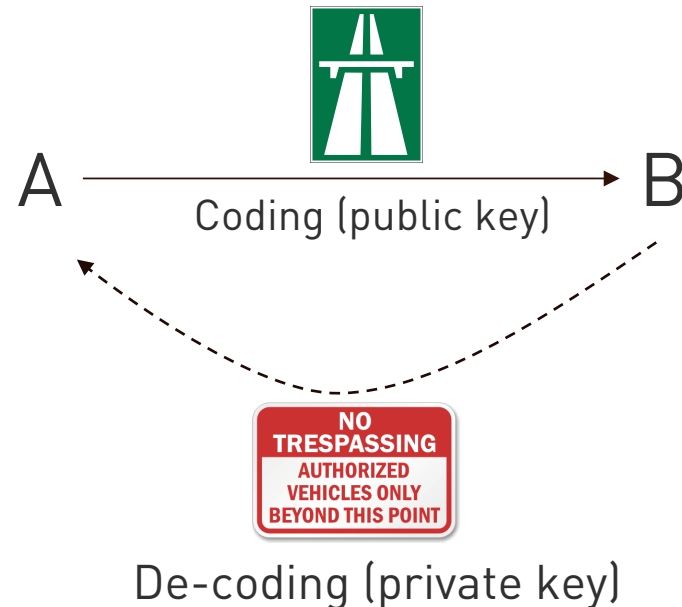 A
B
Coding (public key)
NO
TRESPASSING
AUTHORIZED
VEHICLES ONLY
BEYOND THIS POINT
De-coding (private key)